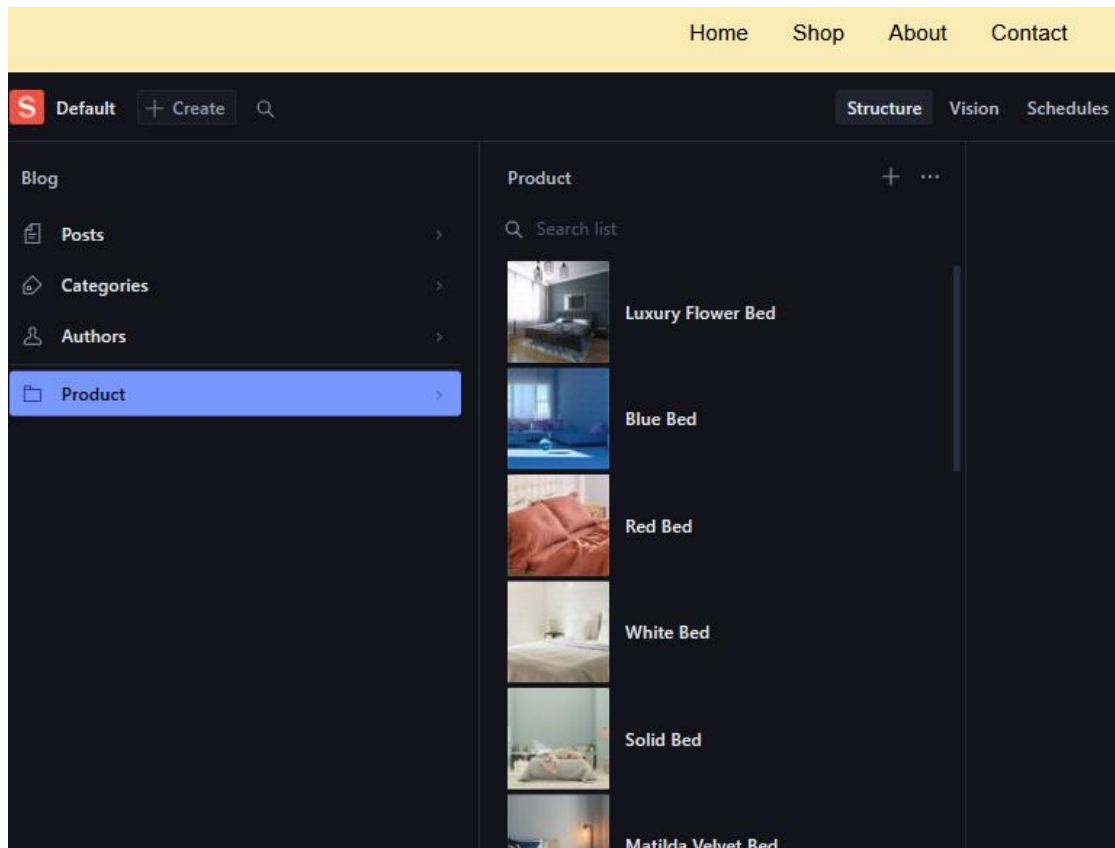 Home Shop About Contact
S Default + Create Structure Vision Schedules
Blog
Posts
Categories
Authors
Product
Product
Search list
Luxury Flower Bed
Blue Bed
Red Bed
White Bed
Solid Bed
Matilda Velvet Bed